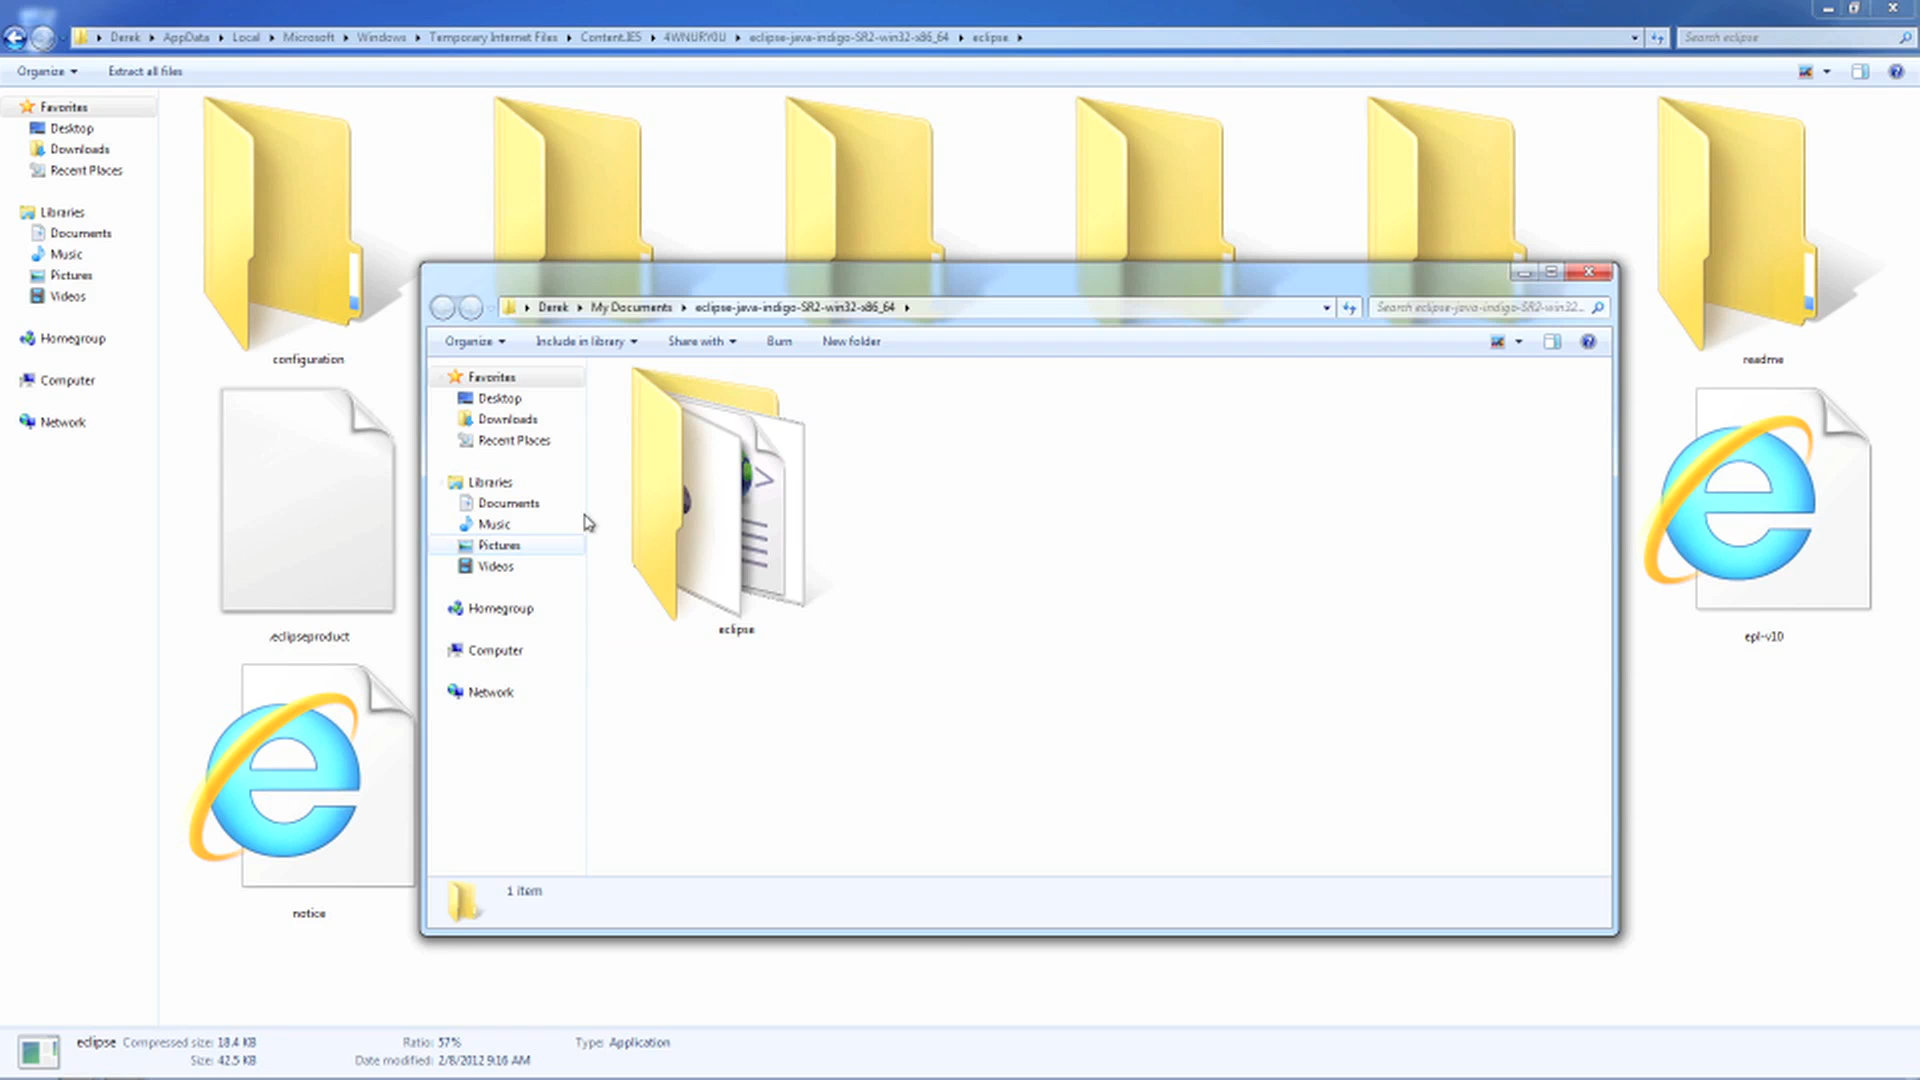 Derek AppData Local Microsoft Windows Temporary Internet Files Content.IE5 4WNURY0U eclipse-java-indigo-SR2-win32-x86_64 eclipse
Search eclipse
Organize Extract all files
Favorites
Desktop
Downloads
Recent Places
Libraries
Documents
Music
Pictures
Videos
Homegroup
Computer
Network
configuration
readme
.eclipseproduct
epl-v10
notice
Derek My Documents eclipse-java-indigo-SR2-win32-x86_64
Search eclipse-java-indigo-SR2-win32...
Organize Include in library Share with Burn New folder
Favorites
Desktop
Downloads
Recent Places
Libraries
Documents
Music
Pictures
Videos
Homegroup
Computer
Network
eclipse
1 item
eclipse Compressed size: 18.4 KB Ratio: 57% Type: Application
Size: 42.5 KB Date modified: 2/8/2012 9:16 AM